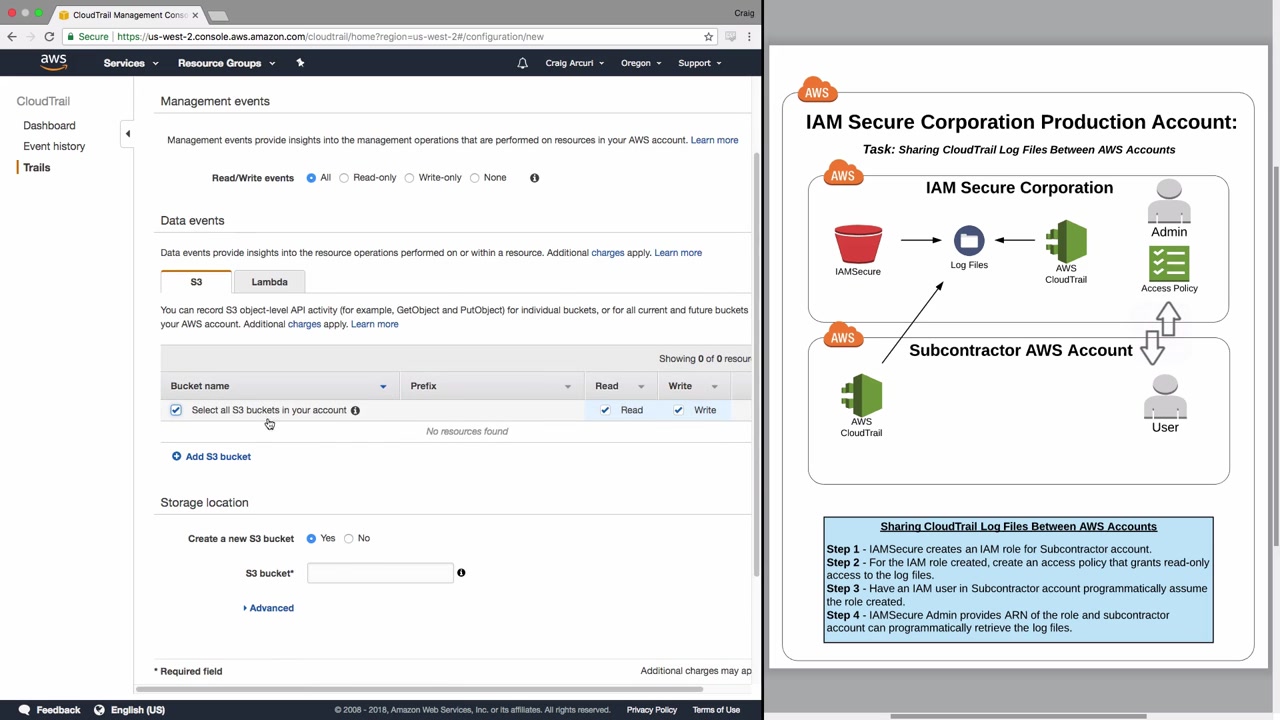 CloudTrail Management Conso
Craig
Secure
https://us-west-2.console.aws.amazon.com/cloudtrail/home?region=us-west-2#/configuration/new
aws
Services
Resource Groups
Craig Arcurl
Oregon
Support
CloudTrail
Dashboard
Event history
Trails
Management events
Management events provide insights into the management operations that are performed on resources in your AWS account. Learn more
Read/Write events
All
Read-only
Write-only
None
Data events
Data events provide insights into the resource operations performed on or within a resource. Additional charges apply. Learn more
S3
Lambda
You can record S3 object-level API activity (for example, GetObject and PutObject) for individual buckets, or for all current and future buckets
your AWS account. Additional charges apply. Learn more
Showing 0 of 0 resour
Bucket name
Prefix
Read
Write
Select all S3 buckets in your account
Read
Write
No resources found
Add S3 bucket
Storage location
Create a new S3 bucket
Yes
No
S3 bucket*
Advanced
* Required field
Additional charges may ap
Feedback
English (US)
© 2008 - 2018, Amazon Web Services, Inc. or its affiliates. All rights reserved.
Privacy Policy
Terms of Use
AWS
IAM Secure Corporation Production Account:
Task: Sharing CloudTrail Log Files Between AWS Accounts
AWS
IAM Secure Corporation
Admin
IAMSecure
Log Files
AWS
CloudTrail
Access Policy
AWS
Subcontractor AWS Account
AWS
CloudTrail
User
Sharing CloudTrail Log Files Between AWS Accounts
Step 1 - IAMSecure creates an IAM role for Subcontractor account.
Step 2 - For the IAM role created, create an access policy that grants read-only
access to the log files.
Step 3 - Have an IAM user in Subcontractor account programmatically assume
the role created.
Step 4 - IAMSecure Admin provides ARN of the role and subcontractor
account can programmatically retrieve the log files.